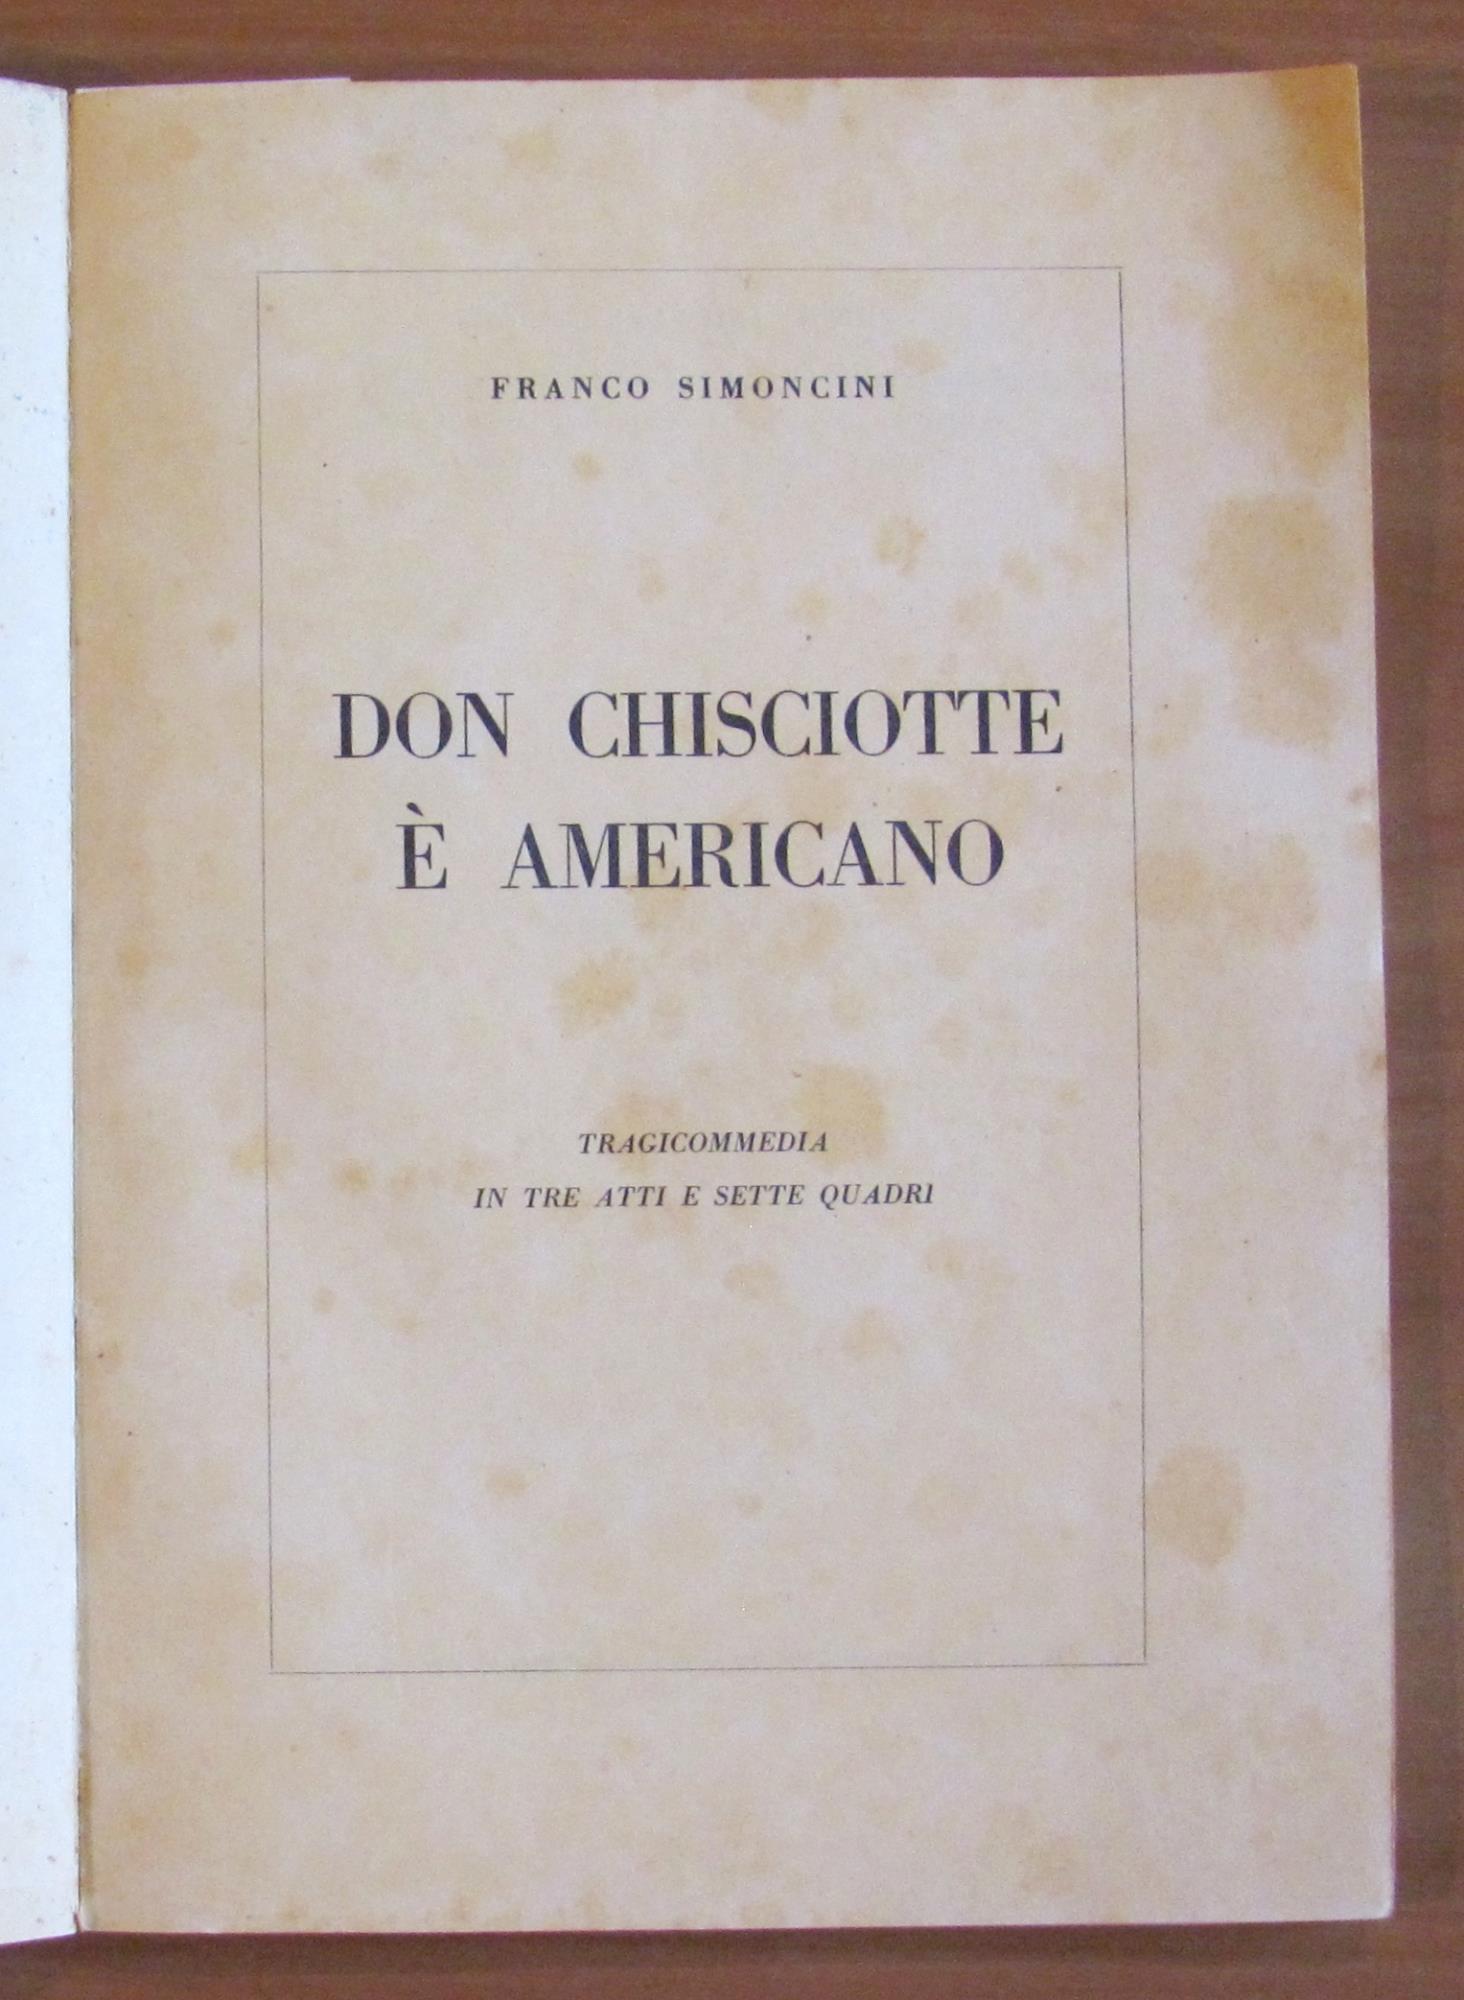 FRANCO SIMONCINI
DON CHISCIOTTE
È AMERICANO
TRAGICOMMEDIA
IN TRE ATTI E SETTE QUADRI